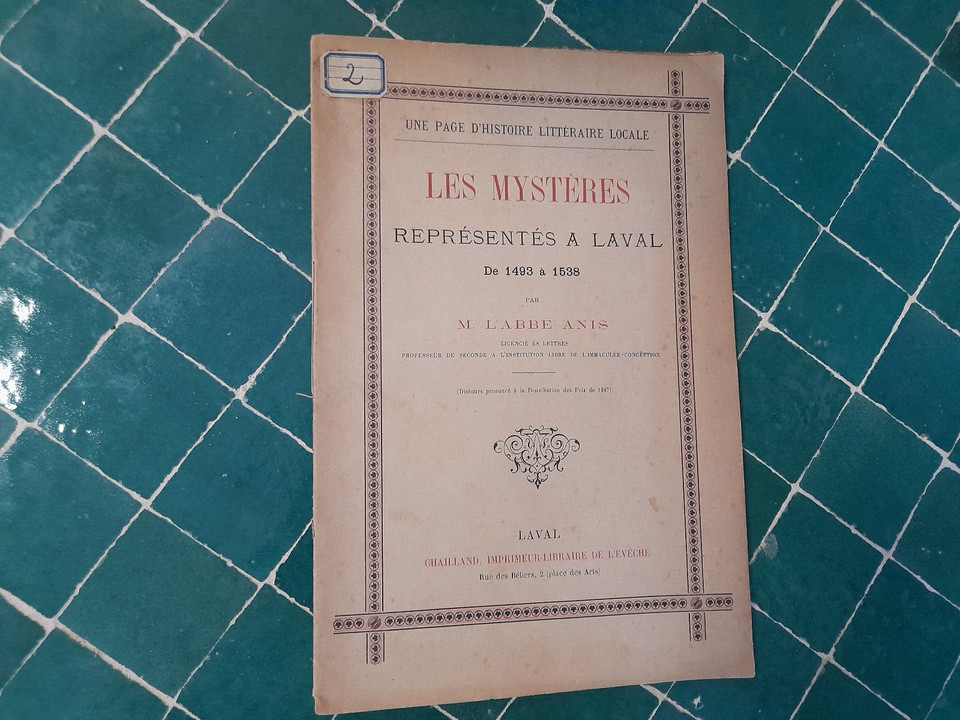 2
UNE PAGE D'HISTOIRE LITTÉRAIRE LOCALE
LES MYSTÈRES
REPRÉSENTÉS A LAVAL
De 1493 à 1538
PAR
M. L'ABBE ANIS
LICENCIÉ ÈS LETTRES
PROFESSEUR DE SECONDE A L'INSTITUTION LIBRE DE L'IMMACULÉE-CONCEPTION
(Discours prononcé à la Distribution des Prix de 1887)
LAVAL
CHAILLAND, IMPRIMEUR-LIBRAIRE DE L'ÉVÊCHÉ
Rue des Béliers, 2 (place des Arts)